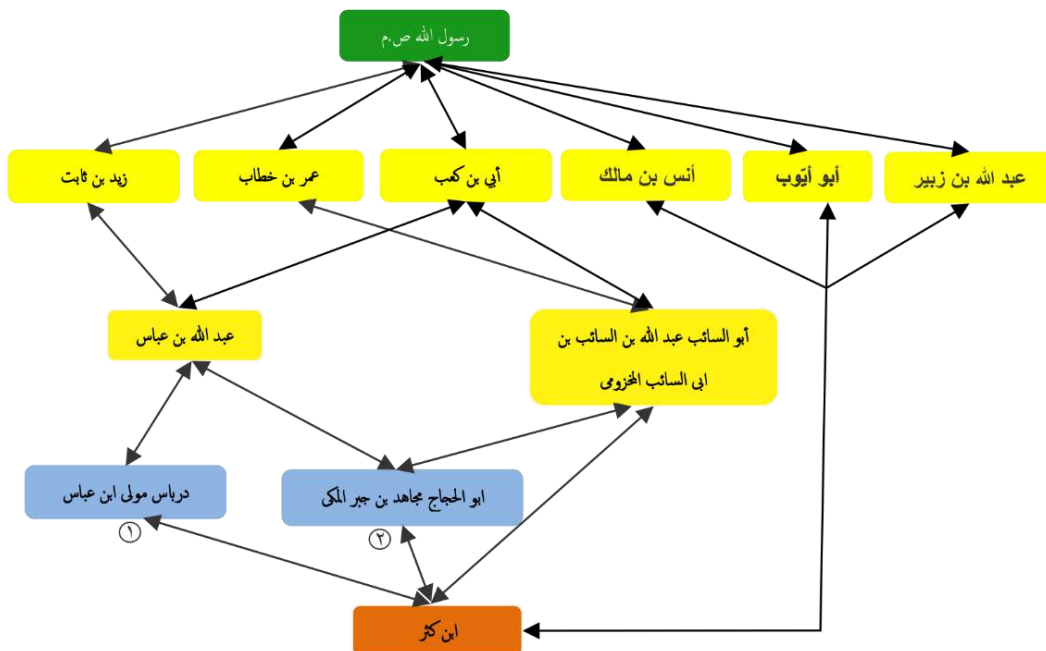 رسول الله ص.م
عبد الله بن زبير
أبو أيّوب
أنس بن مالك
أبي بن كعب
عمر بن خطاب
زيد بن ثابت
أبو السائب عبد الله بن السائب بن
ابى السائب المخزومى
عبد الله بن عباس
ابو الحجاج مجاهد بن جبر المكى
درباس مولى ابن عباس
٢
١
ابن كثر